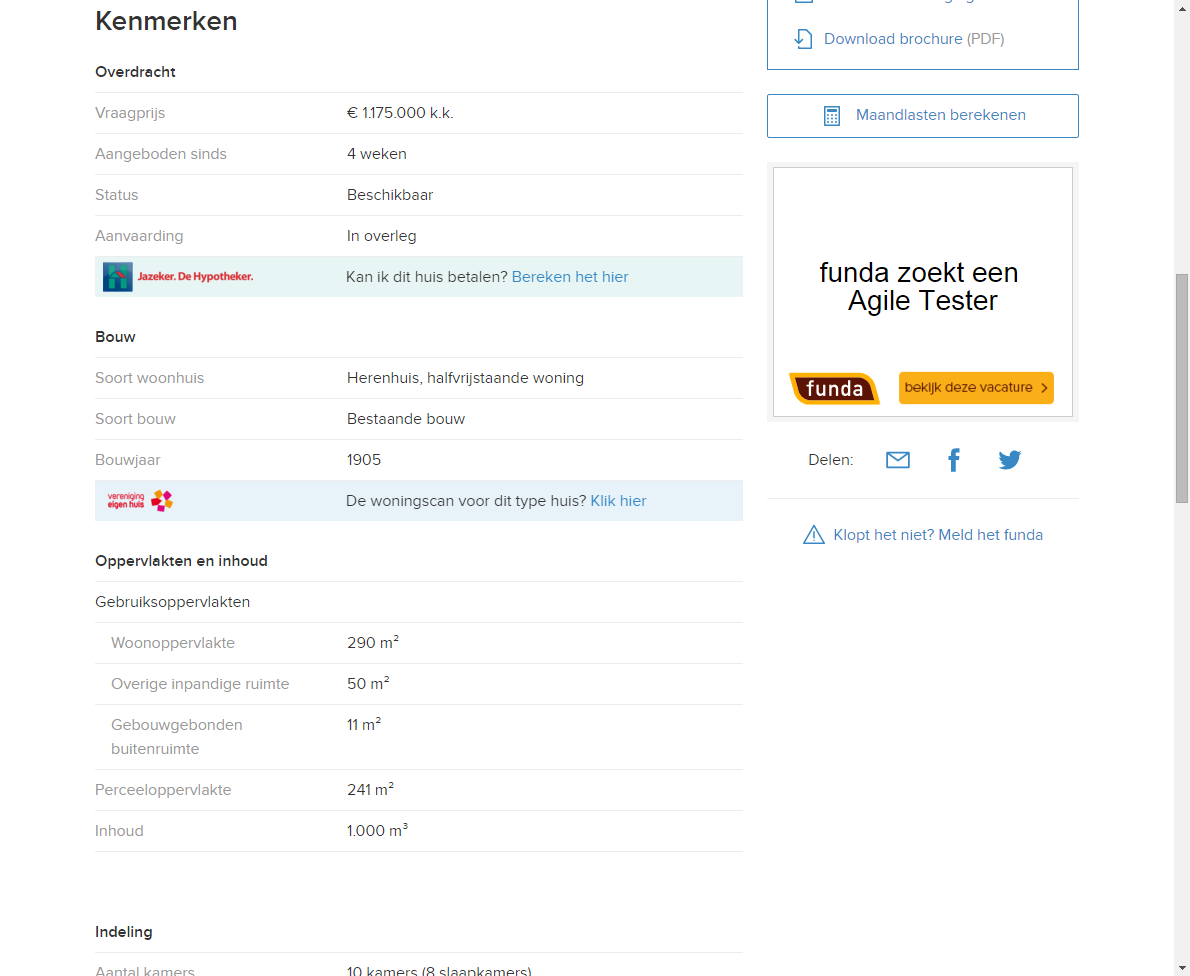 Kenmerken
Overdracht
Vraagprijs € 1.175.000 k.k.
Aangeboden sinds 4 weken
Status Beschikbaar
Aanvaarding In overleg
Jazeker. De Hypotheker. Kan ik dit huis betalen? Bereken het hier
Bouw
Soort woonhuis Herenhuis, halfvrijstaande woning
Soort bouw Bestaande bouw
Bouwjaar 1905
vereniging
eigen huis
De woningscan voor dit type huis? Klik hier
Oppervlakten en inhoud
Gebruiksoppervlakten
Woonoppervlakte 290 m²
Overige inpandige ruimte 50 m²
Gebouwgebonden 11 m²
buitenruimte
Perceeloppervlakte 241 m²
Inhoud 1.000 m³
Indeling
Aantal kamers 10 kamers (8 slaapkamers)
Download brochure (PDF)
Maandlasten berekenen
funda zoekt een
Agile Tester
funda bekijk deze vacature
Delen:
Klopt het niet? Meld het funda